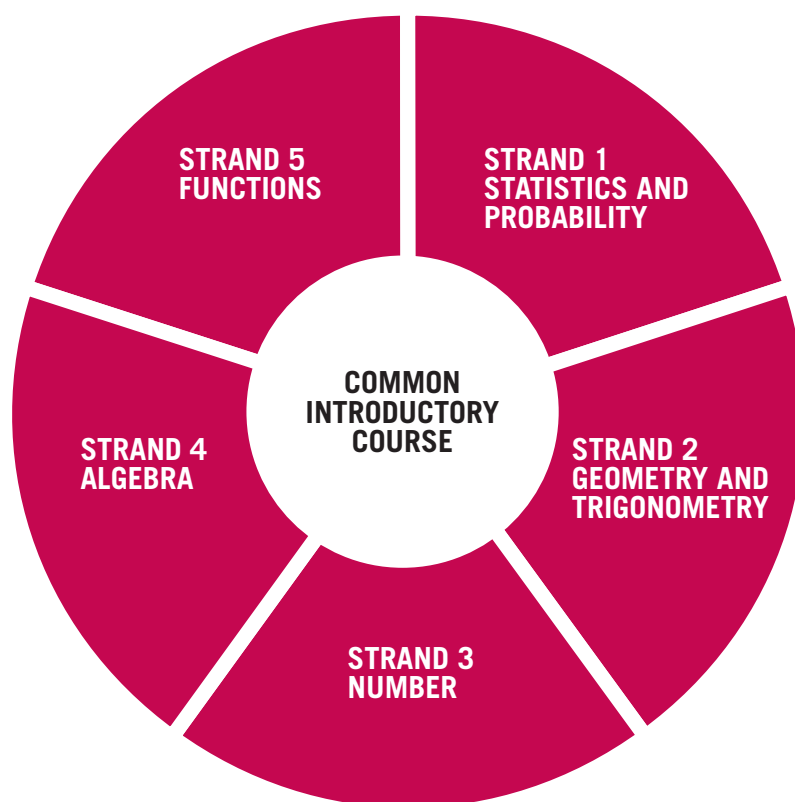 STRAND 5
FUNCTIONS
STRAND 1
STATISTICS AND
PROBABILITY
COMMON
INTRODUCTORY
COURSE
STRAND 4
ALGEBRA
STRAND 2
GEOMETRY AND
TRIGONOMETRY
STRAND 3
NUMBER